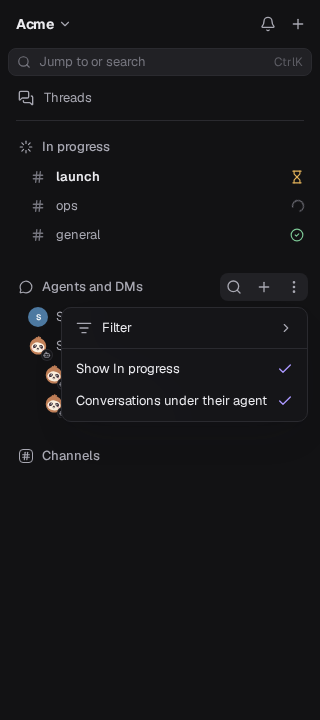 Acme
Jump to or search
CtrlK
Threads
In progress
launch
ops
general
Agents and DMs
S
Filter
Show In progress
Conversations under their agent
Channels